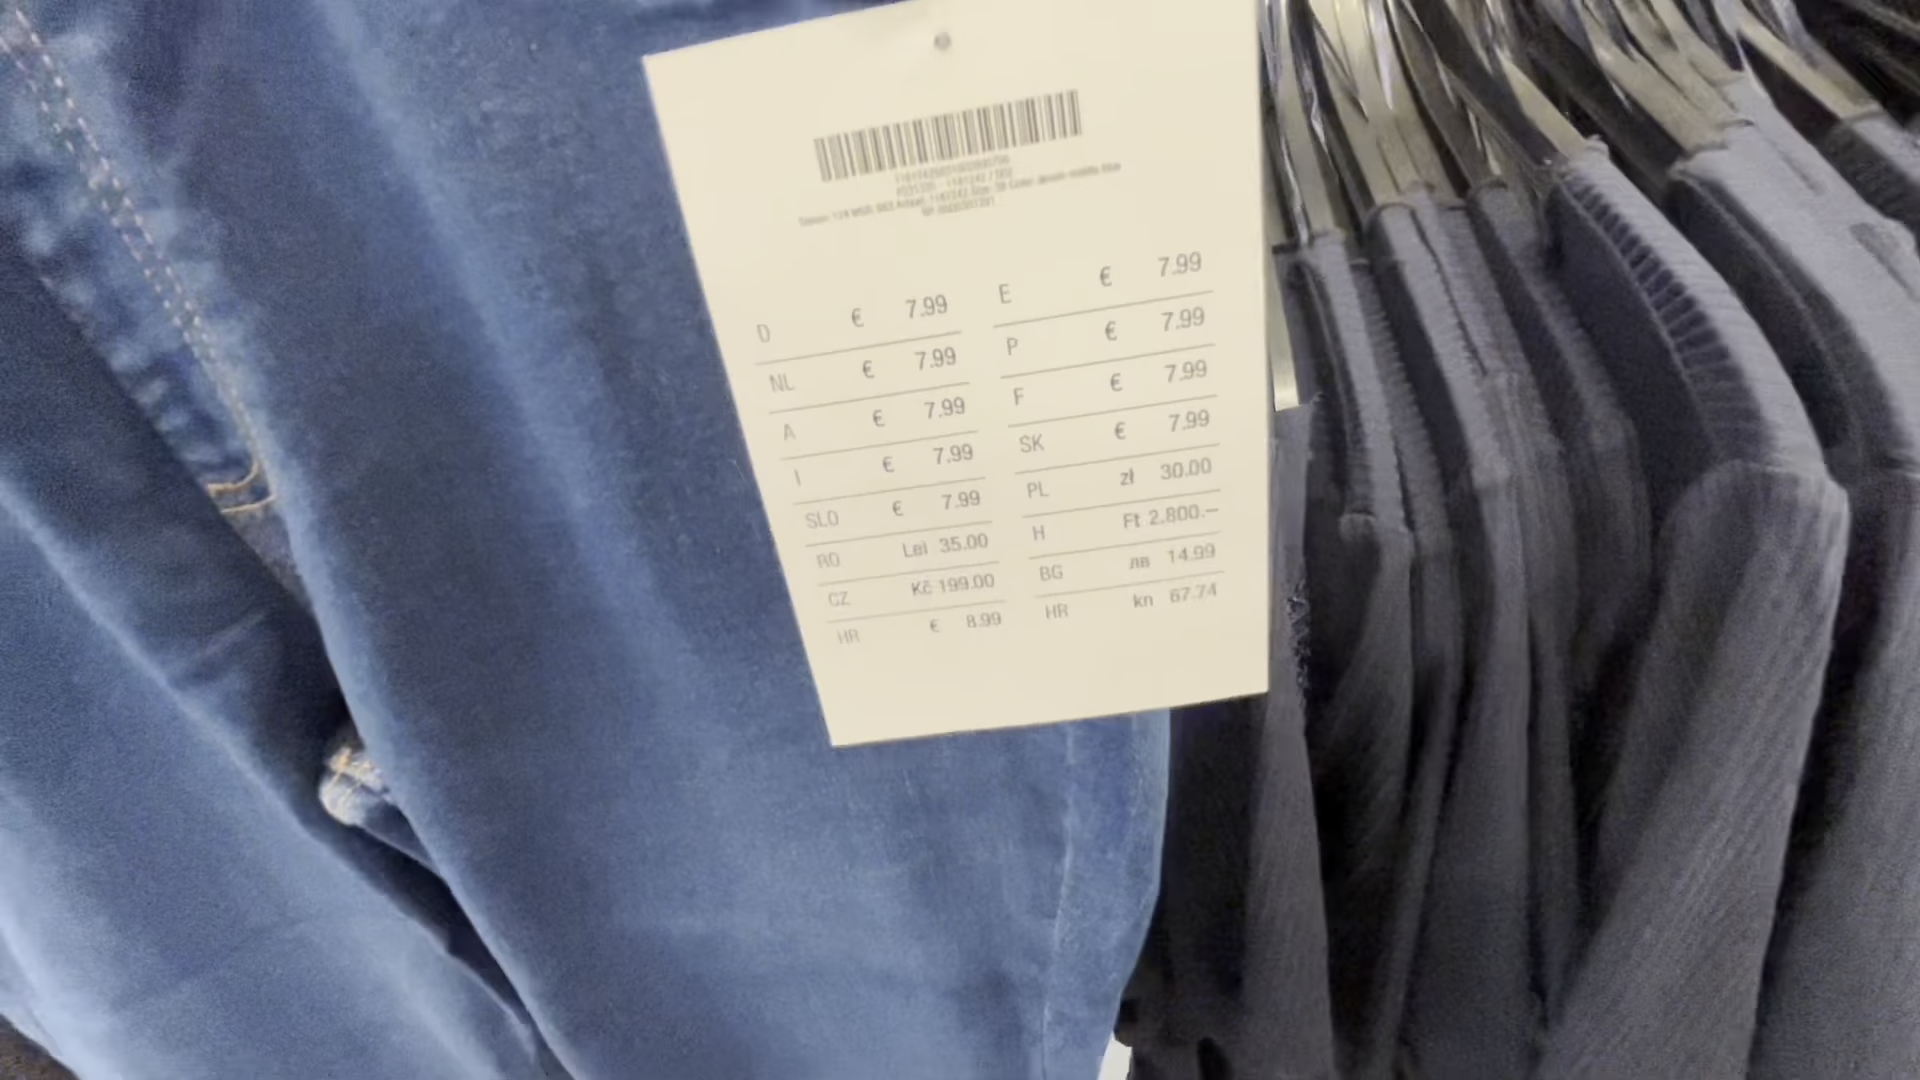 D € 7.99
NL € 7.99
A € 7.99
I € 7.99
SLO € 7.99
RO Lei 35.00
CZ Kč 199.00
HR € 8.99
E € 7.99
P € 7.99
F € 7.99
SK € 7.99
PL zł 30.00
H Ft 2.800.–
BG лв 14.99
HR kn 67.74